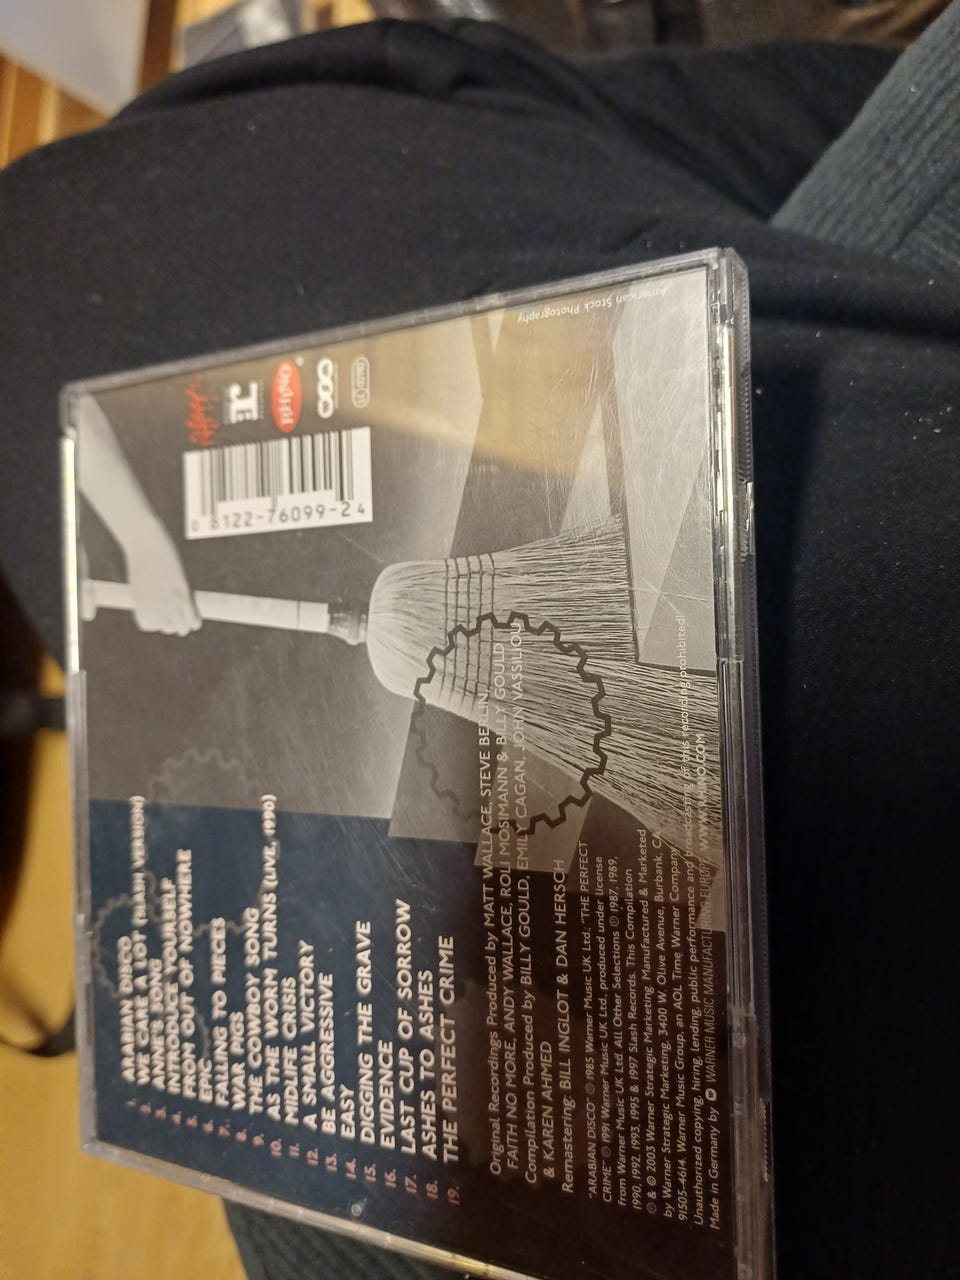 1. ARABIAN DISCO
2. WE CARE A LOT (SLASH VERSION)
3. ANNE'S SONG
4. INTRODUCE YOURSELF
5. FROM OUT OF NOWHERE
6. EPIC
7. FALLING TO PIECES
8. WAR PIGS
9. THE COWBOY SONG
10. AS THE WORM TURNS (LIVE, 1990)
11. MIDLIFE CRISIS
12. A SMALL VICTORY
13. BE AGGRESSIVE
14. EASY
15. DIGGING THE GRAVE
16. EVIDENCE
17. LAST CUP OF SORROW
18. ASHES TO ASHES
19. THE PERFECT CRIME
Original Recordings Produced by MATT WALLACE, STEVE BERLIN,
FAITH NO MORE, ANDY WALLACE, ROLI MOSIMANN & BILLY GOULD
Compilation Produced by BILLY GOULD, EMILY CAGAN, JOHN VASSILIOU
& KAREN AHMED
Remastering: BILL INGLOT & DAN HERSCH
"ARABIAN DISCO" ℗ 1985 Warner Music UK Ltd.; "THE PERFECT
CRIME" ℗ 1991 Warner Music UK Ltd, produced under license
from Warner Music UK Ltd. All Other Selections ℗ 1987, 1989,
1990, 1992, 1993, 1995 & 1997 Slash Records. This Compilation
℗ & © 2003 Warner Strategic Marketing. Manufactured & Marketed
by Warner Strategic Marketing, 3400 W. Olive Avenue, Burbank, CA
91505-4614. Warner Music Group, an AOL Time Warner Company.
Unauthorized copying, hiring, lending, public performance and broadcasting of this recording prohibited!
Made in Germany by WARNER MUSIC MANUFACTURING EUROPE. WWW.RHINO.COM
0 8122-76099-2 4
RHINO
American Stock Photography